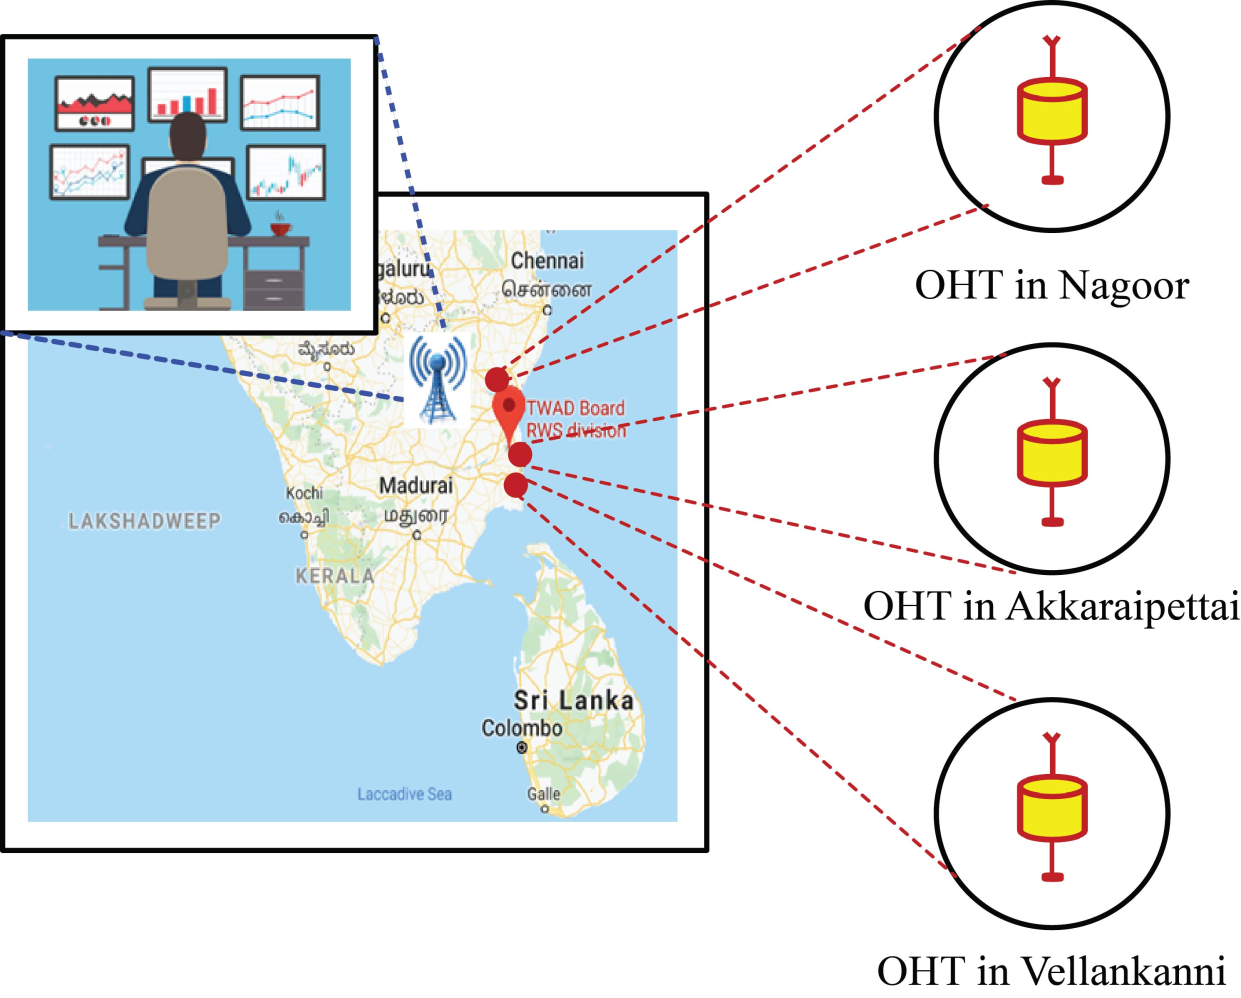 galuru
ளூರು
Chennai
சென்னை
ಮೈಸೂರು
TWAD Board
RWS division
Kochi
കൊച്ചി
Madurai
மதுரை
LAKSHADWEEP
KERALA
Sri Lanka
Colombo
Laccadive Sea
Galle
OHT in Nagoor
OHT in Akkaraipettai
OHT in Vellankanni